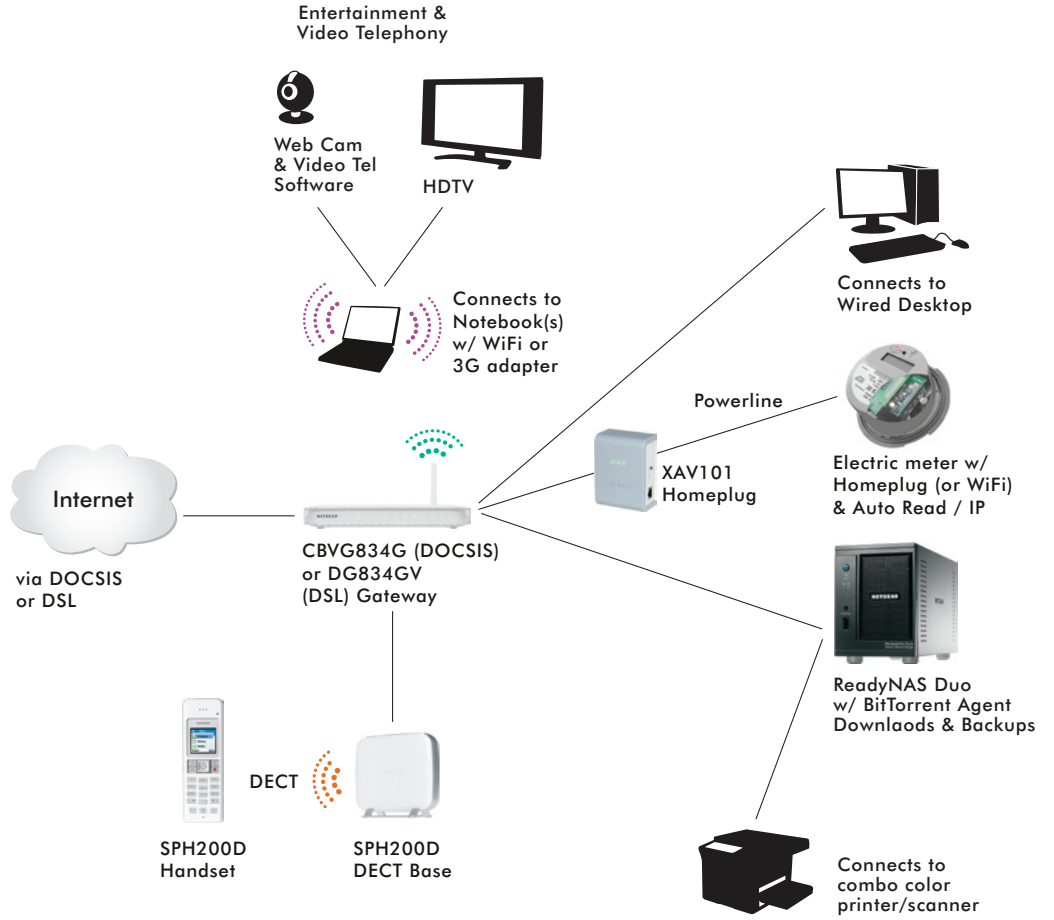 Entertainment &
Video Telephony
Web Cam
& Video Tel
Software
HDTV
Connects to
Notebook(s)
w/ WiFi or
3G adapter
Connects to
Wired Desktop
Powerline
XAV101
Homeplug
Electric meter w/
Homeplug (or WiFi)
& Auto Read / IP
Internet
via DOCSIS
or DSL
NETGEAR
CBVG834G (DOCSIS)
or DG834GV
(DSL) Gateway
NETGEAR
ReadyNAS Duo
w/ BitTorrent Agent
Downlaods & Backups
DECT
SPH200D
Handset
SPH200D
DECT Base
Connects to
combo color
printer/scanner